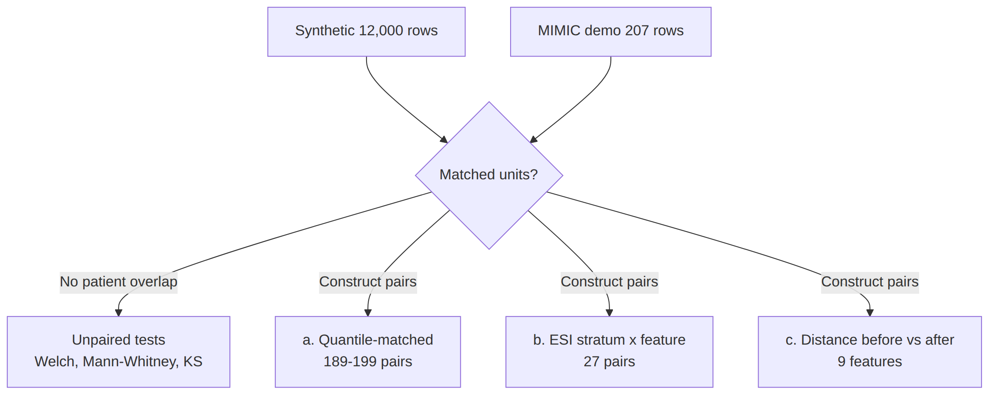 Synthetic 12,000 rows
MIMIC demo 207 rows
Matched units?
No patient overlap
Construct pairs
Construct pairs
Construct pairs
Unpaired tests
Welch, Mann-Whitney, KS
a. Quantile-matched
189-199 pairs
b. ESI stratum x feature
27 pairs
c. Distance before vs after
9 features